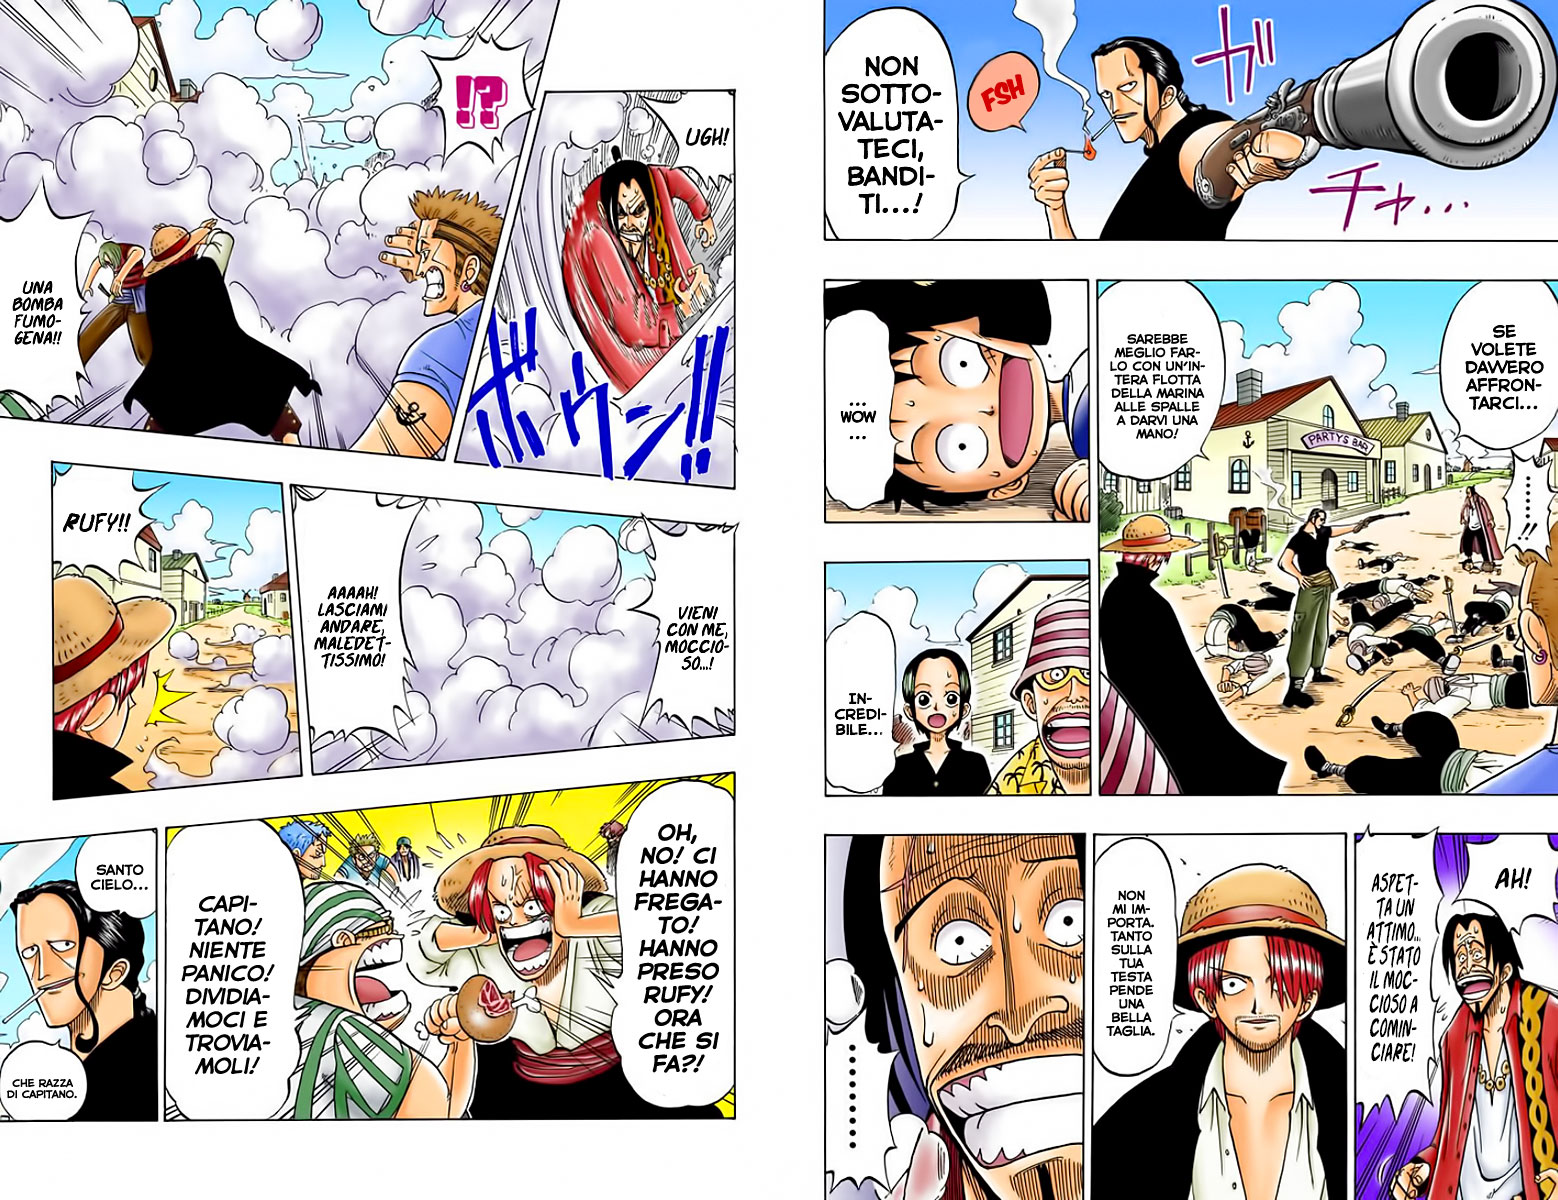 ガ
チャ...
FSH
NON
SOTTO-
VALUTA-
TECI,
BANDI-
TI...!
SE
VOLETE
DAVVERO
AFFRON-
TARCI...
SAREBBE
MEGLIO FAR-
LO CON UN'IN-
TERA FLOTTA
DELLA MARINA
ALLE SPALLE
A DARVI UNA
MANO!
PARTYS BAR
......!!
...
WOW
...
IN-
CREDI-
BILE...
AH!
ASPET-
TA UN
ATTIMO...
È STATO
IL MOC-
CIOSO A
COMIN-
CIARE!
NON
MI IM-
PORTA.
TANTO
SULLA
TUA
TESTA
PENDE
UNA
BELLA
TAGLIA.
........
UGH!
ボウン!!
!?
UNA
BOMBA
FUMO-
GENA!!
VIENI
CON ME,
MOCCIO-
SO...!
AAAAH!
LASCIAMI
ANDARE,
MALEDET-
TISSIMO!
RUFY!!
OH,
NO! CI
HANNO
FREGA-
TO!
HANNO
PRESO
RUFY!
ORA
CHE SI
FA?!
CAPI-
TANO!
NIENTE
PANICO!
DIVIDIA-
MOCI E
TROVIA-
MOLI!
SANTO
CIELO...
CHE RAZZA
DI CAPITANO.